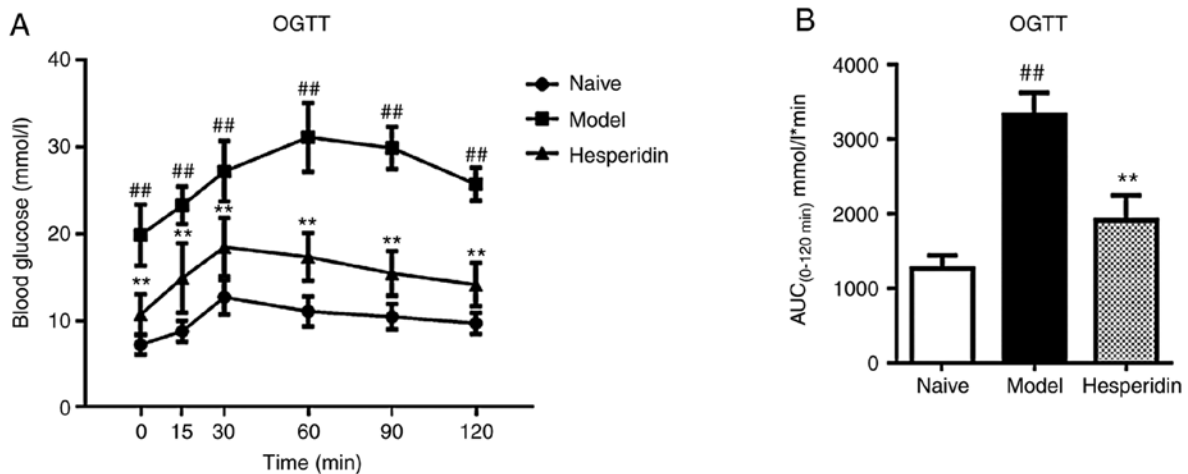 A
OGTT
Blood glucose (mmol/l)
40
30
20
10
0
##
##
##
##
##
##
**
**
**
**
**
**
0 15 30 60 90 120
Time (min)
Naive
Model
Hesperidin
B
OGTT
AUC(0-120 min) mmol/l*min
4000
3000
2000
1000
0
##
**
Naive Model Hesperidin